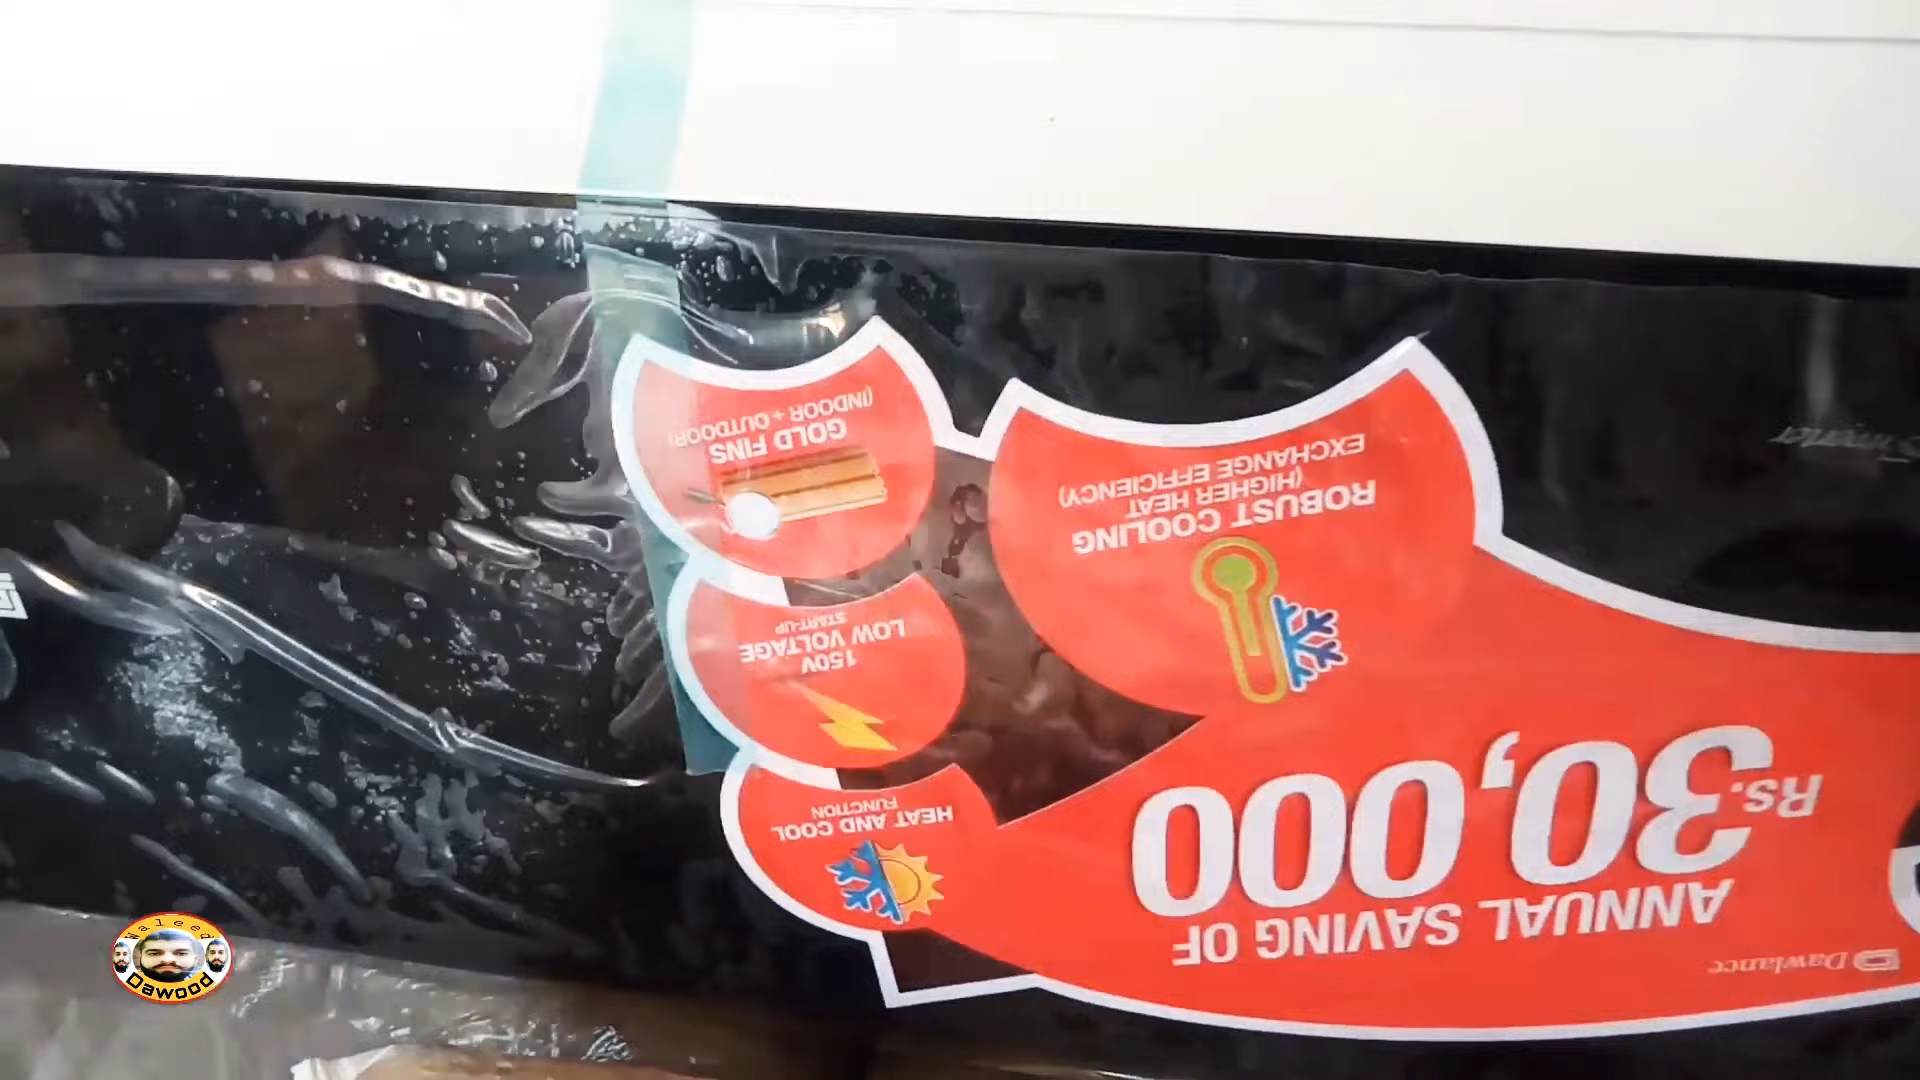 Dawlance
ANNUAL SAVING OF
Rs. 30,000
HEAT AND COOL
FUNCTION
150V
LOW VOLTAGE
START-UP
ROBUST COOLING
(HIGHER HEAT
EXCHANGE EFFICIENCY)
GOLD FINS
(INDOOR + OUTDOOR)
Waleed
Dawood